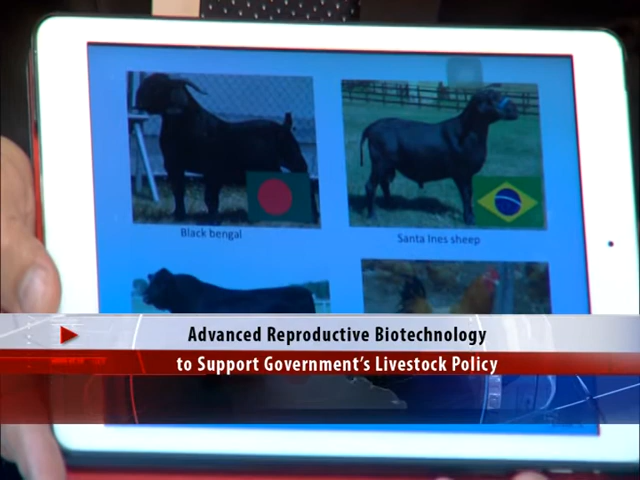 Black bengal
Santa Ines sheep
Advanced Reproductive Biotechnology
to Support Government's Livestock Policy